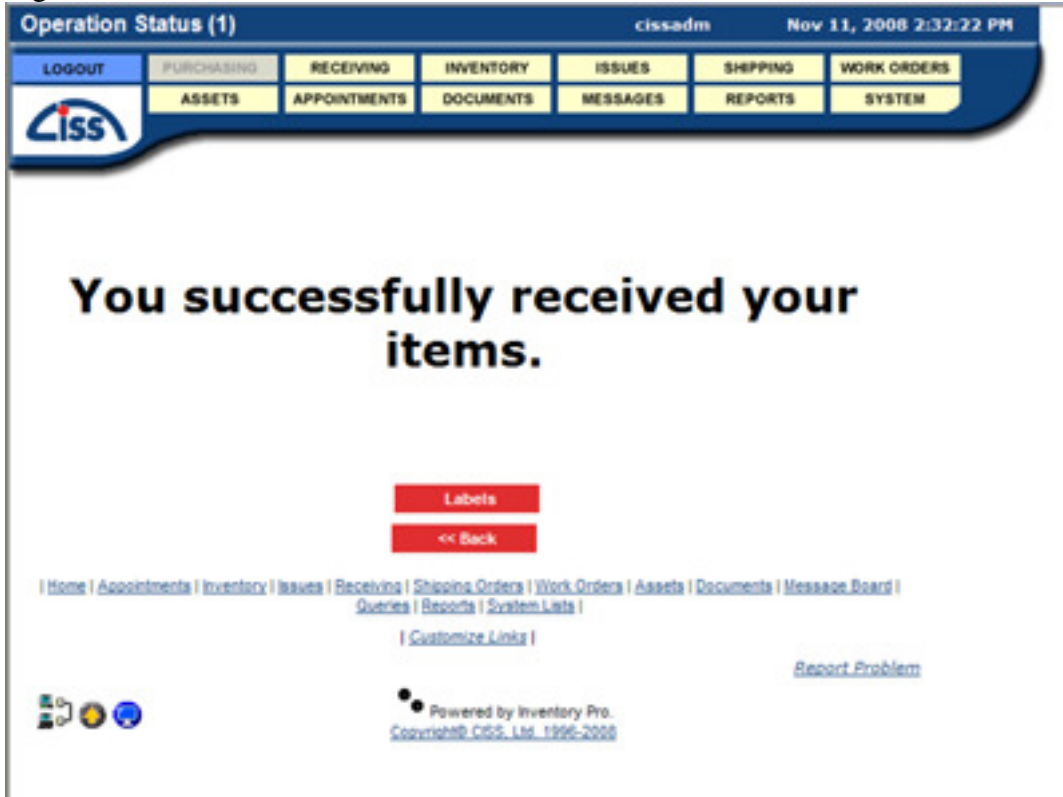 Operation Status (1) cissadm Nov 11, 2008 2:32:22 PM
LOGOUT PURCHASING RECEIVING INVENTORY ISSUES SHIPPING WORK ORDERS
CISS ASSETS APPOINTMENTS DOCUMENTS MESSAGES REPORTS SYSTEM
You successfully received your
items.
Labels
<< Back
| Home | Appointments | Inventory | Issues | Receiving | Shipping Orders | Work Orders | Assets | Documents | Message Board |
Queries | Reports | System Lists |
| Customize Links |
Report Problem
Powered by Inventory Pro.
Copyright© CISS, Ltd. 1996-2008